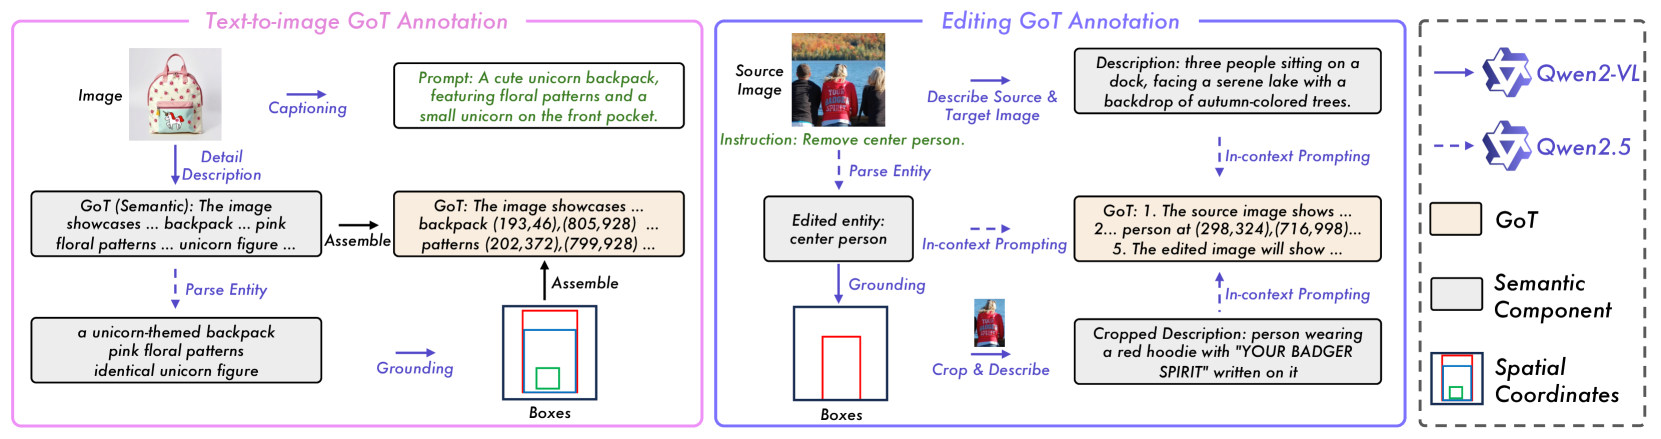 Text-to-image GoT Annotation
Image
Captioning
Prompt: A cute unicorn backpack,
featuring floral patterns and a
small unicorn on the front pocket.
Detail
Description
GoT (Semantic): The image
showcases ... backpack ... pink
floral patterns ... unicorn figure ...
Assemble
GoT: The image showcases ...
backpack (193,46),(805,928) ...
patterns (202,372),(799,928) ...
Parse Entity
Assemble
a unicorn-themed backpack
pink floral patterns
identical unicorn figure
Grounding
Boxes
Editing GoT Annotation
Source
Image
YOUR
BADGER
SPIRIT
Describe Source &
Target Image
Description: three people sitting on a
dock, facing a serene lake with a
backdrop of autumn-colored trees.
Instruction: Remove center person.
Parse Entity
In-context Prompting
Edited entity:
center person
In-context Prompting
GoT: 1. The source image shows ...
2... person at (298,324),(716,998)...
5. The edited image will show ...
Grounding
In-context Prompting
Boxes
Crop & Describe
Cropped Description: person wearing
a red hoodie with "YOUR BADGER
SPIRIT" written on it
Qwen2-VL
Qwen2.5
GoT
Semantic
Component
Spatial
Coordinates